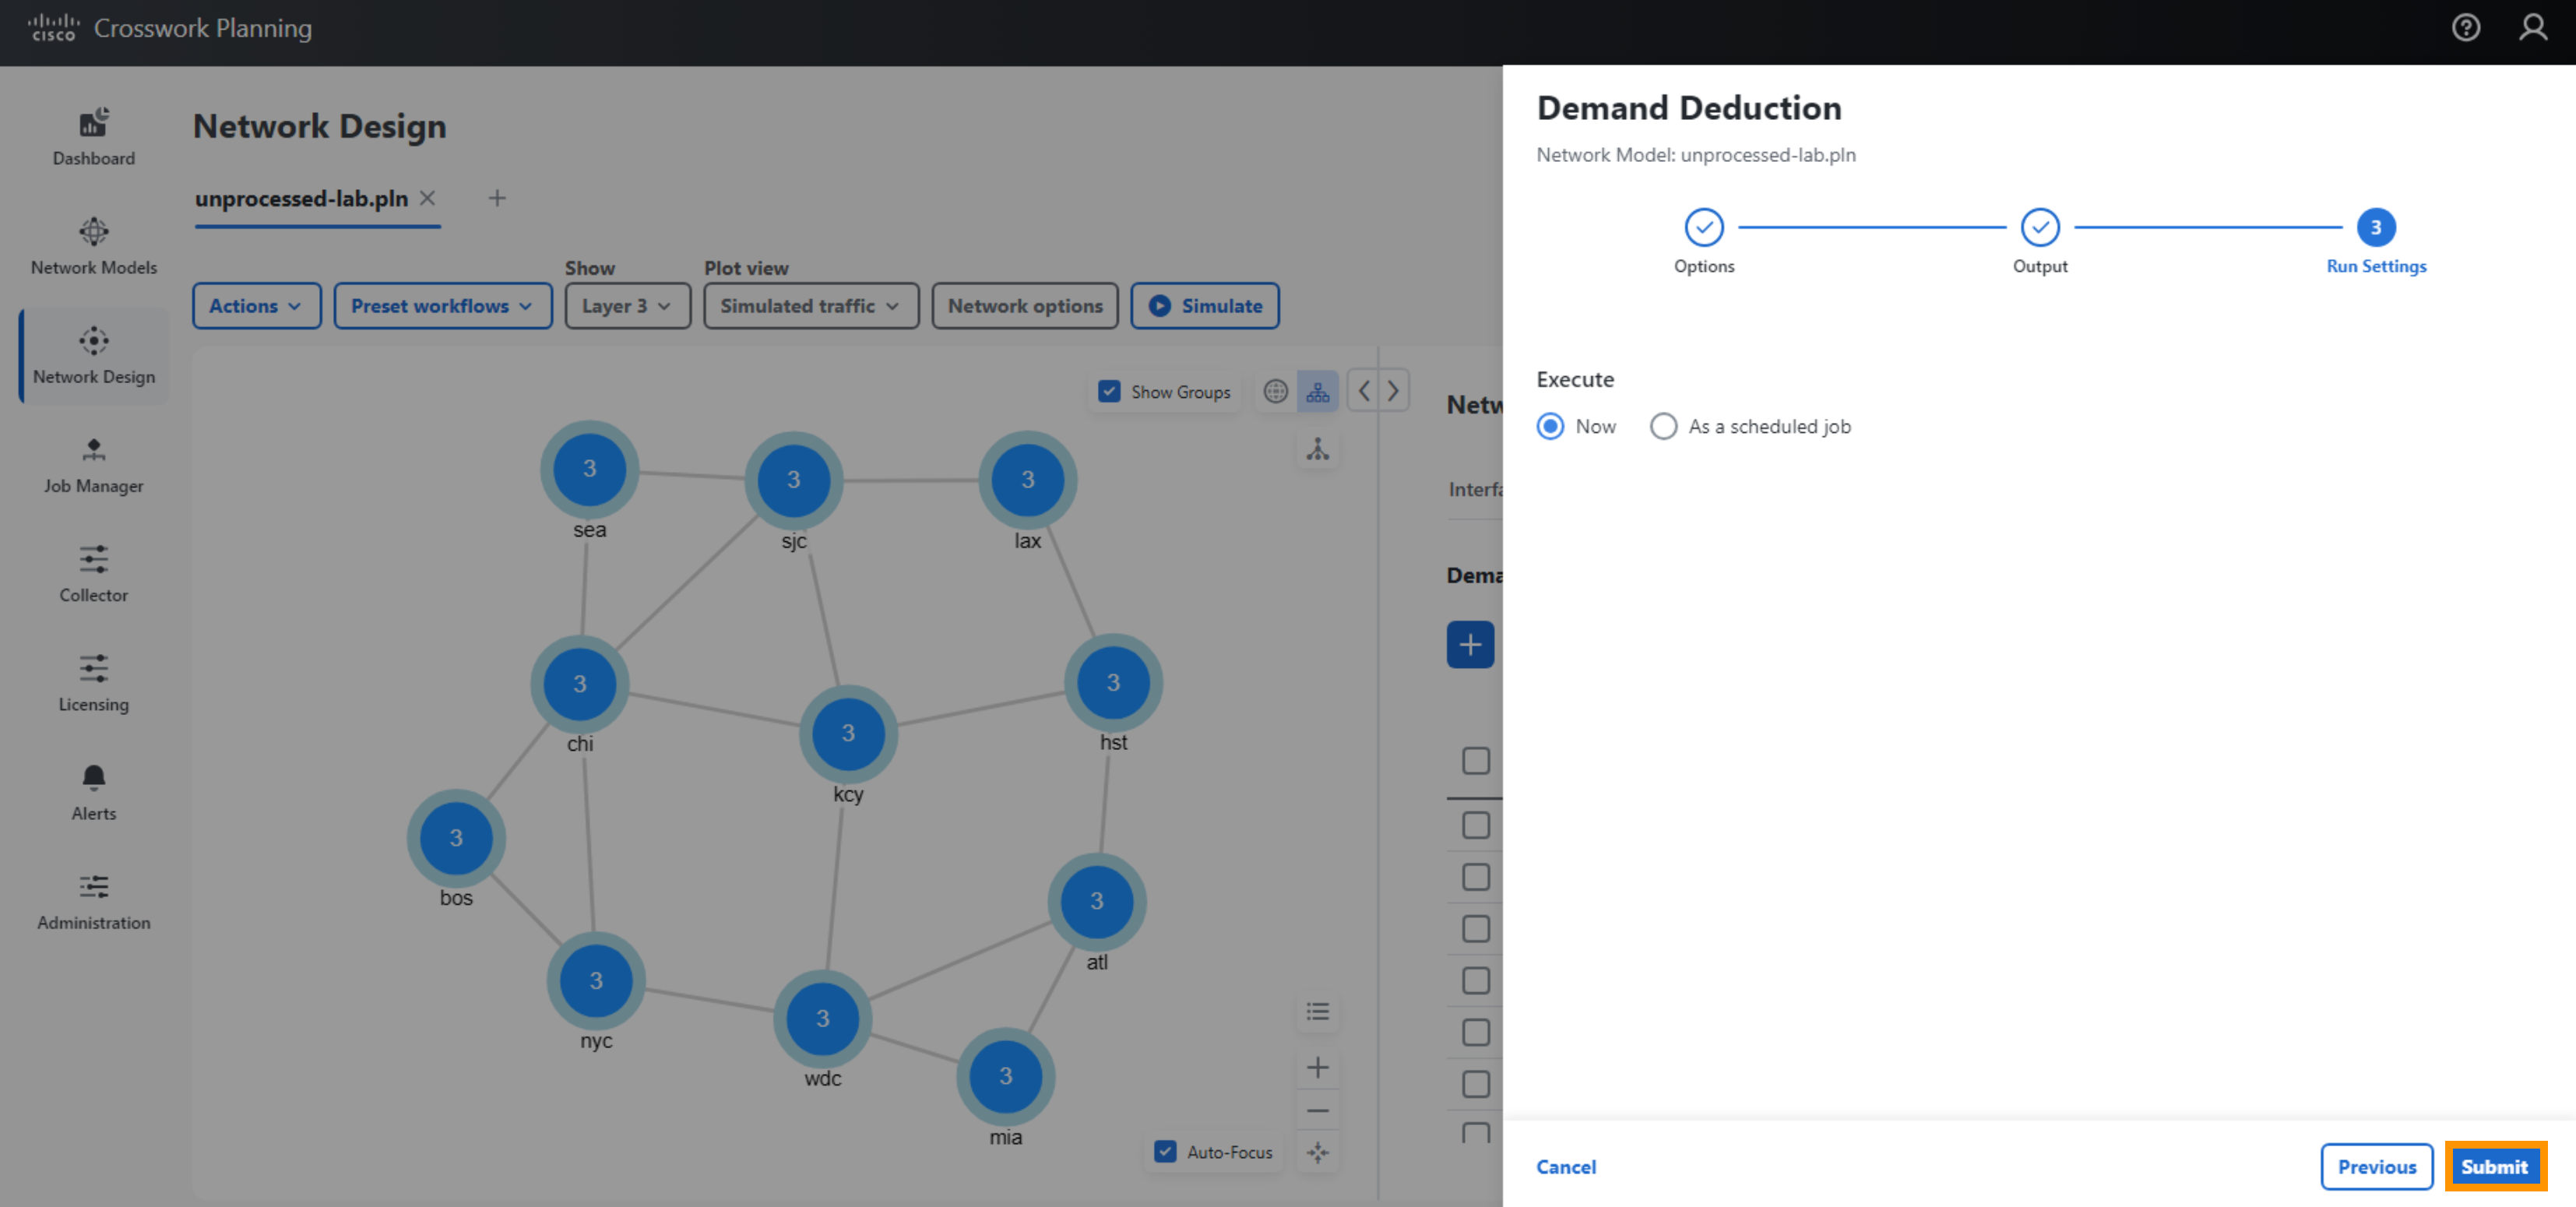 cisco Crosswork Planning
Dashboard
Network Models
Network Design
Job Manager
Collector
Licensing
Alerts
Administration
Network Design
unprocessed-lab.pln
Show
Plot view
Actions
Preset workflows
Layer 3
Simulated traffic
Network options
Simulate
Show Groups
3
sea
3
sjc
3
lax
3
chi
3
kcy
3
hst
3
bos
3
nyc
3
wdc
3
atl
3
mia
Auto-Focus
Netw
Interfa
Dema
Demand Deduction
Network Model: unprocessed-lab.pln
Options
Output
3
Run Settings
Execute
Now
As a scheduled job
Cancel
Previous
Submit